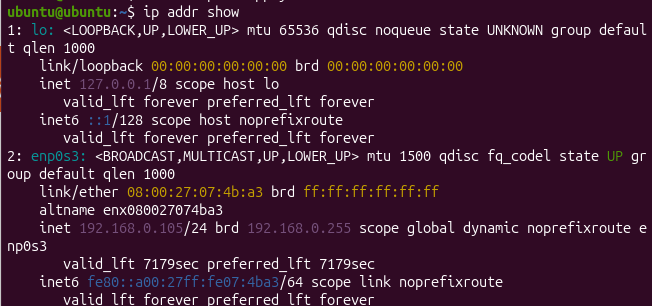 ubuntu@ubuntu:~$ ip addr show
1: lo: <LOOPBACK,UP,LOWER_UP> mtu 65536 qdisc noqueue state UNKNOWN group defaul
t qlen 1000
    link/loopback 00:00:00:00:00:00 brd 00:00:00:00:00:00
    inet 127.0.0.1/8 scope host lo
       valid_lft forever preferred_lft forever
    inet6 ::1/128 scope host noprefixroute
       valid_lft forever preferred_lft forever
2: enp0s3: <BROADCAST,MULTICAST,UP,LOWER_UP> mtu 1500 qdisc fq_codel state UP gr
oup default qlen 1000
    link/ether 08:00:27:07:4b:a3 brd ff:ff:ff:ff:ff:ff
    altname enx080027074ba3
    inet 192.168.0.105/24 brd 192.168.0.255 scope global dynamic noprefixroute e
np0s3
       valid_lft 7179sec preferred_lft 7179sec
    inet6 fe80::a00:27ff:fe07:4ba3/64 scope link noprefixroute
       valid_lft forever preferred_lft forever